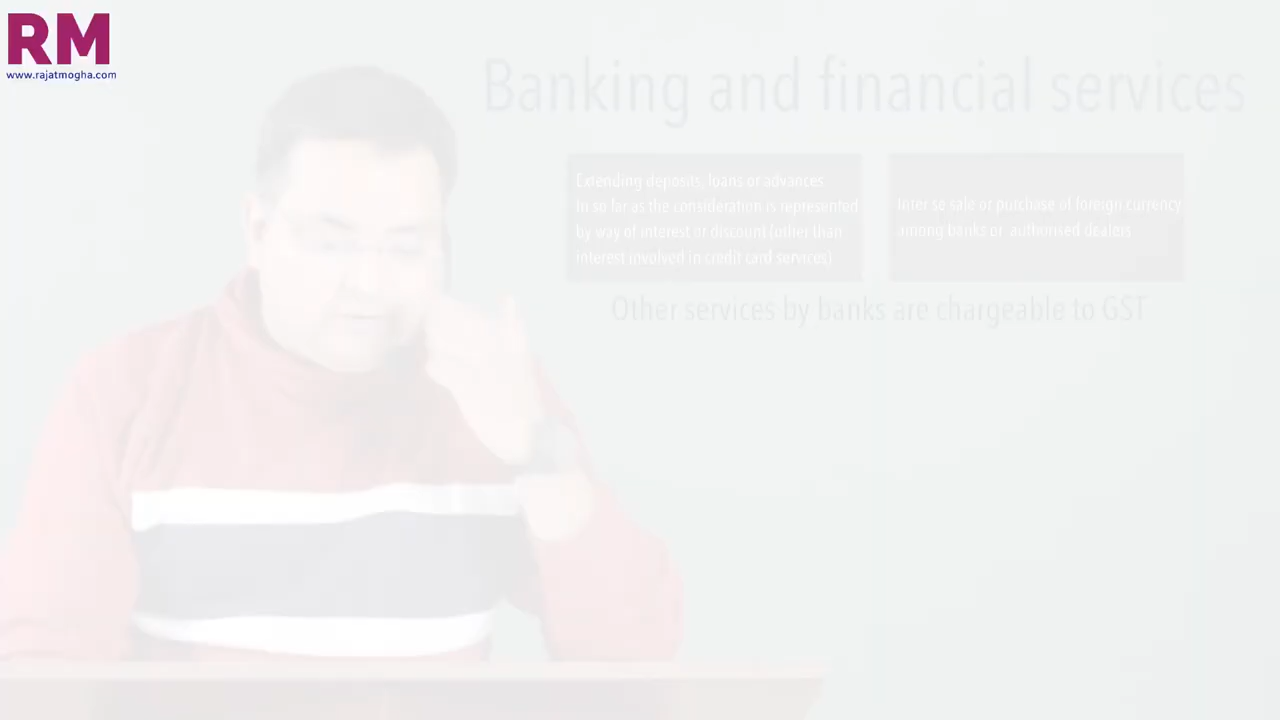 RM
www.rajatmogha.com
Banking and financial services
Extending deposits, loans or advances
in so far as the consideration is represented
by way of interest or discount (other than
interest involved in credit card services)
Inter se sale or purchase of foreign currency
among banks or authorised dealers
Other services by banks are chargeable to GST